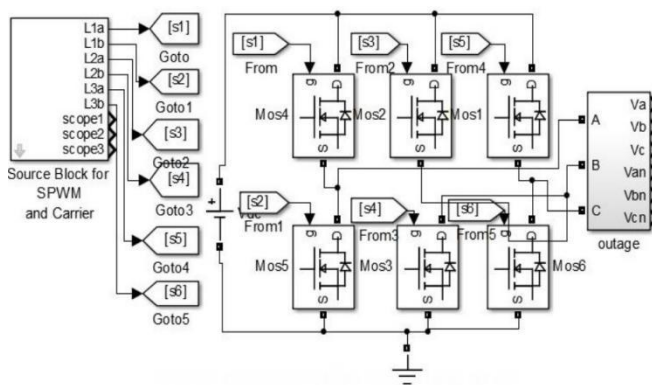 L1a
L1b
L2a
L2b
L3a
L3b
scope1
scope2
scope3
Source Block for
SPWM
and Carrier
[s1]
Goto
[s2]
Goto1
[s3]
Goto2
[s4]
Goto3
[s5]
Goto4
[s6]
Goto5
[s1]
From
[s3]
From2
[s5]
From4
g
D
S
Mos4
g
D
S
Mos2
g
D
S
Mos1
+
Vdc
[s2]
From1
[s4]
From3
[s6]
From5
g
D
S
Mos5
g
D
S
Mos3
g
D
S
Mos6
A
B
C
Va
Vb
Vc
Van
Vbn
Vcn
outage